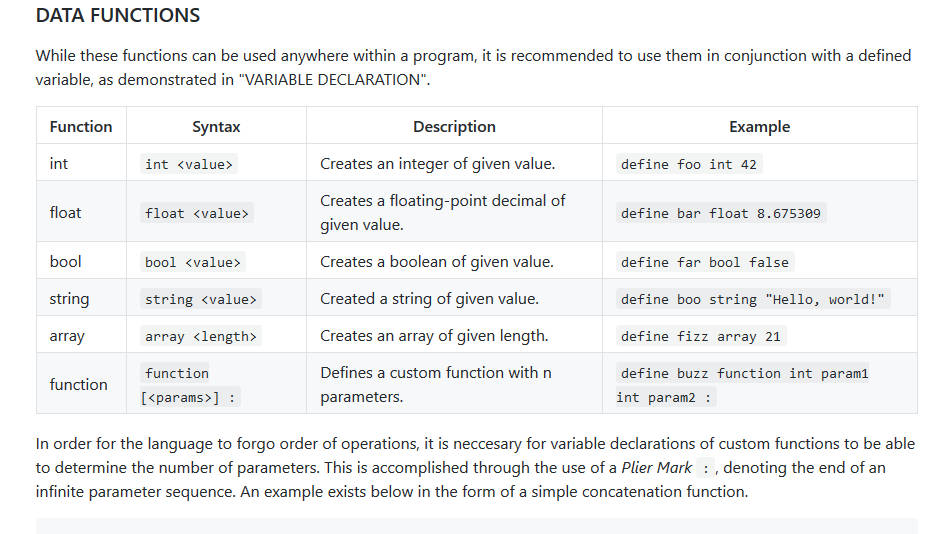 DATA FUNCTIONS
While these functions can be used anywhere within a program, it is recommended to use them in conjunction with a defined
variable, as demonstrated in "VARIABLE DECLARATION".
Function Syntax Description Example
int int <value> Creates an integer of given value. define foo int 42
float float <value> Creates a floating-point decimal of
given value. define bar float 8.675309
bool bool <value> Creates a boolean of given value. define far bool false
string string <value> Created a string of given value. define boo string "Hello, world!"
array array <length> Creates an array of given length. define fizz array 21
function function
[<params>] : Defines a custom function with n
parameters. define buzz function int param1
int param2 :
In order for the language to forgo order of operations, it is neccesary for variable declarations of custom functions to be able
to determine the number of parameters. This is accomplished through the use of a Plier Mark : , denoting the end of an
infinite parameter sequence. An example exists below in the form of a simple concatenation function.